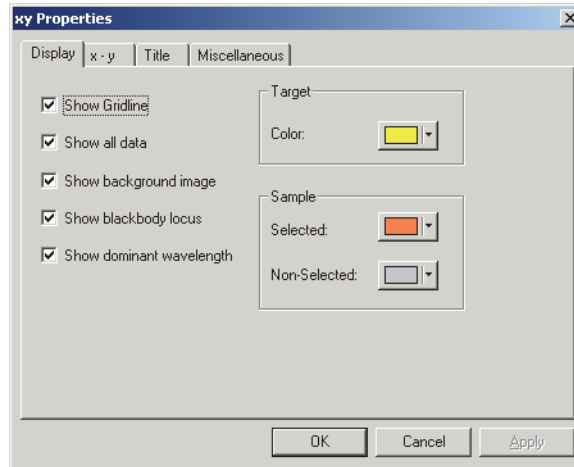 xy Properties
Display
x - y
Title
Miscellaneous
Show Gridline
Show all data
Show background image
Show blackbody locus
Show dominant wavelength
Target
Color:
Sample
Selected:
Non-Selected:
OK
Cancel
Apply